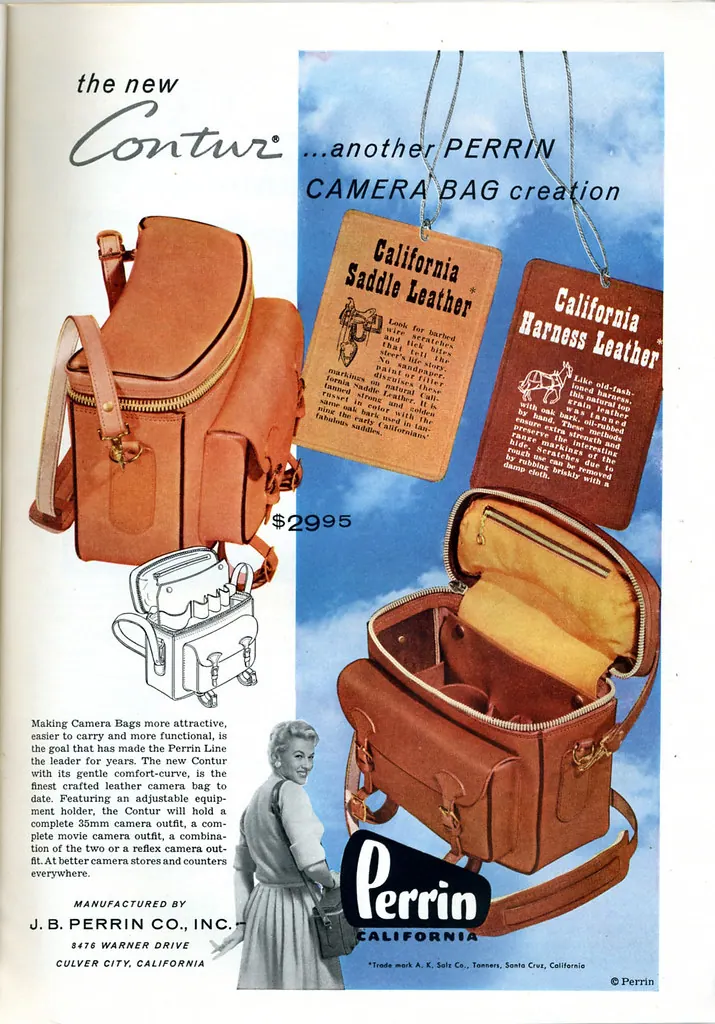 the new
Contur®
...another PERRIN
CAMERA BAG creation
California
Saddle Leather*
Look for barbed
wire scratches
and tick bites
that tell the
steer's life story.
No sandpaper,
paint or filler
disguises these
markings on natural Cali-
fornia Saddle Leather. It is
tanned strong and golden
russet in color with the
same oak bark used in tan-
ning the early Californians'
fabulous saddles.
California
Harness Leather*
Like old-fash-
ioned harness,
this natural top
grain leather
was tanned
with oak bark, oil-rubbed
by hand. These methods
ensure extra strength and
preserve the interesting
range markings of the
hide. Scratches due to
rough use can be removed
by rubbing briskly with a
damp cloth.
$29.95
Making Camera Bags more attractive,
easier to carry and more functional, is
the goal that has made the Perrin Line
the leader for years. The new Contur
with its gentle comfort-curve, is the
finest crafted leather camera bag to
date. Featuring an adjustable equip-
ment holder, the Contur will hold a
complete 35mm camera outfit, a com-
plete movie camera outfit, a combina-
tion of the two or a reflex camera out-
fit. At better camera stores and counters
everywhere.
MANUFACTURED BY
J. B. PERRIN CO., INC.
8476 WARNER DRIVE
CULVER CITY, CALIFORNIA
Perrin
CALIFORNIA
*Trade mark A. K. Salz Co., Tanners, Santa Cruz, California
© Perrin